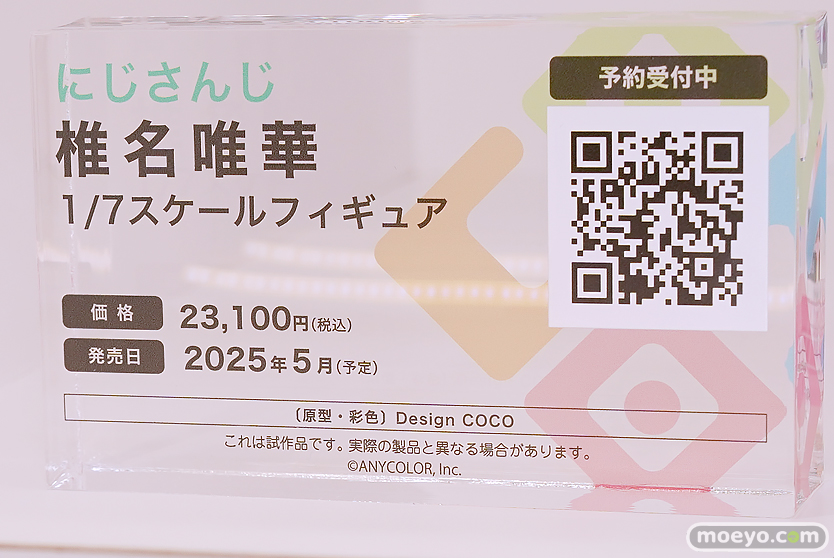 にじさんじ
椎名唯華
1/7スケールフィギュア
予約受付中
価格 23,100円(税込)
発売日 2025年5月(予定)
〔原型・彩色〕Design COCO
これは試作品です。実際の製品と異なる場合があります。
©ANYCOLOR, Inc.
moeyo.com